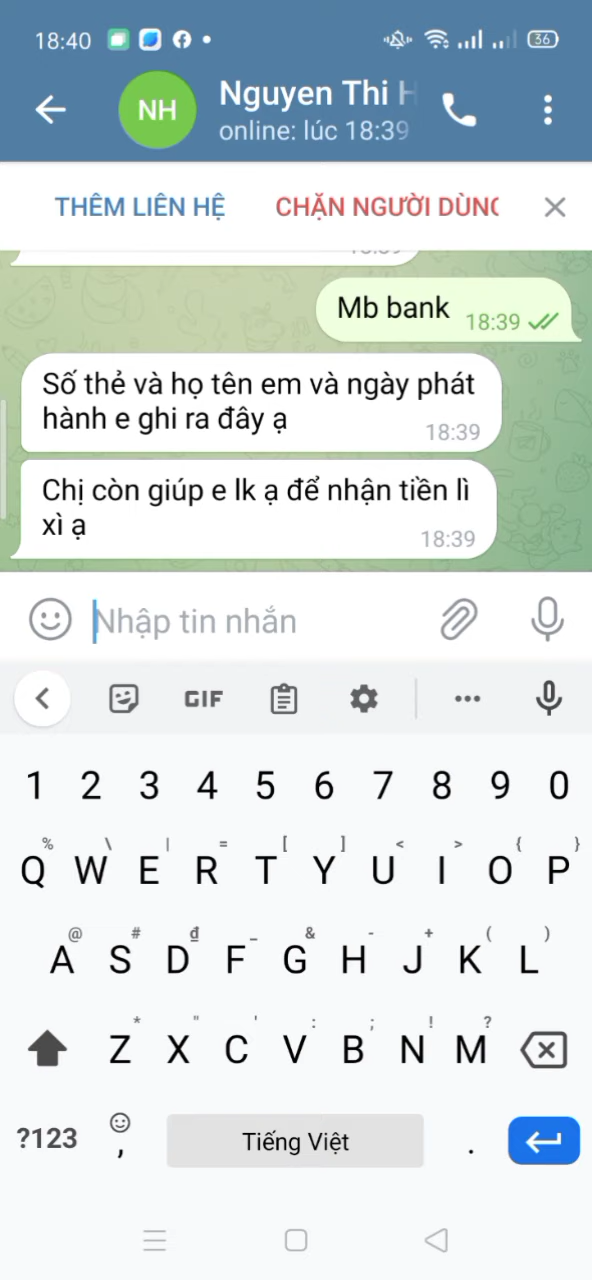 18:40
36
NH
Nguyen Thi H
online: lúc 18:39
THÊM LIÊN HỆ
CHẶN NGƯỜI DÙNG
Mb bank
18:39
Số thẻ và họ tên em và ngày phát
hành e ghi ra đây ạ
18:39
Chị còn giúp e lk ạ để nhận tiền lì
xì ạ
18:39
Nhập tin nhắn
GIF
1 2 3 4 5 6 7 8 9 0
% \ | = [ ] < > { }
Q W E R T Y U I O P
@ # đ _ & - + ( )
A S D F G H J K L
* " ' : ; ! ?
Z X C V B N M
?123 , Tiếng Việt .